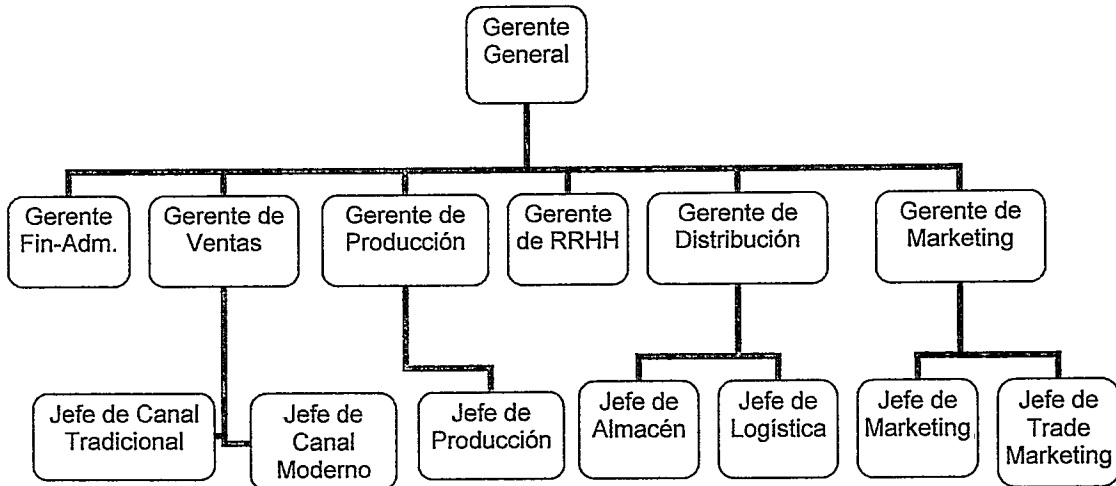 Gerente
General
Gerente
Fin-Adm.
Gerente de
Ventas
Gerente de
Producción
Gerente
de RRHH
Gerente de
Distribución
Gerente de
Marketing
Jefe de Canal
Tradicional
Jefe de
Canal
Moderno
Jefe de
Producción
Jefe de
Almacén
Jefe de
Logística
Jefe de
Marketing
Jefe de
Trade
Marketing